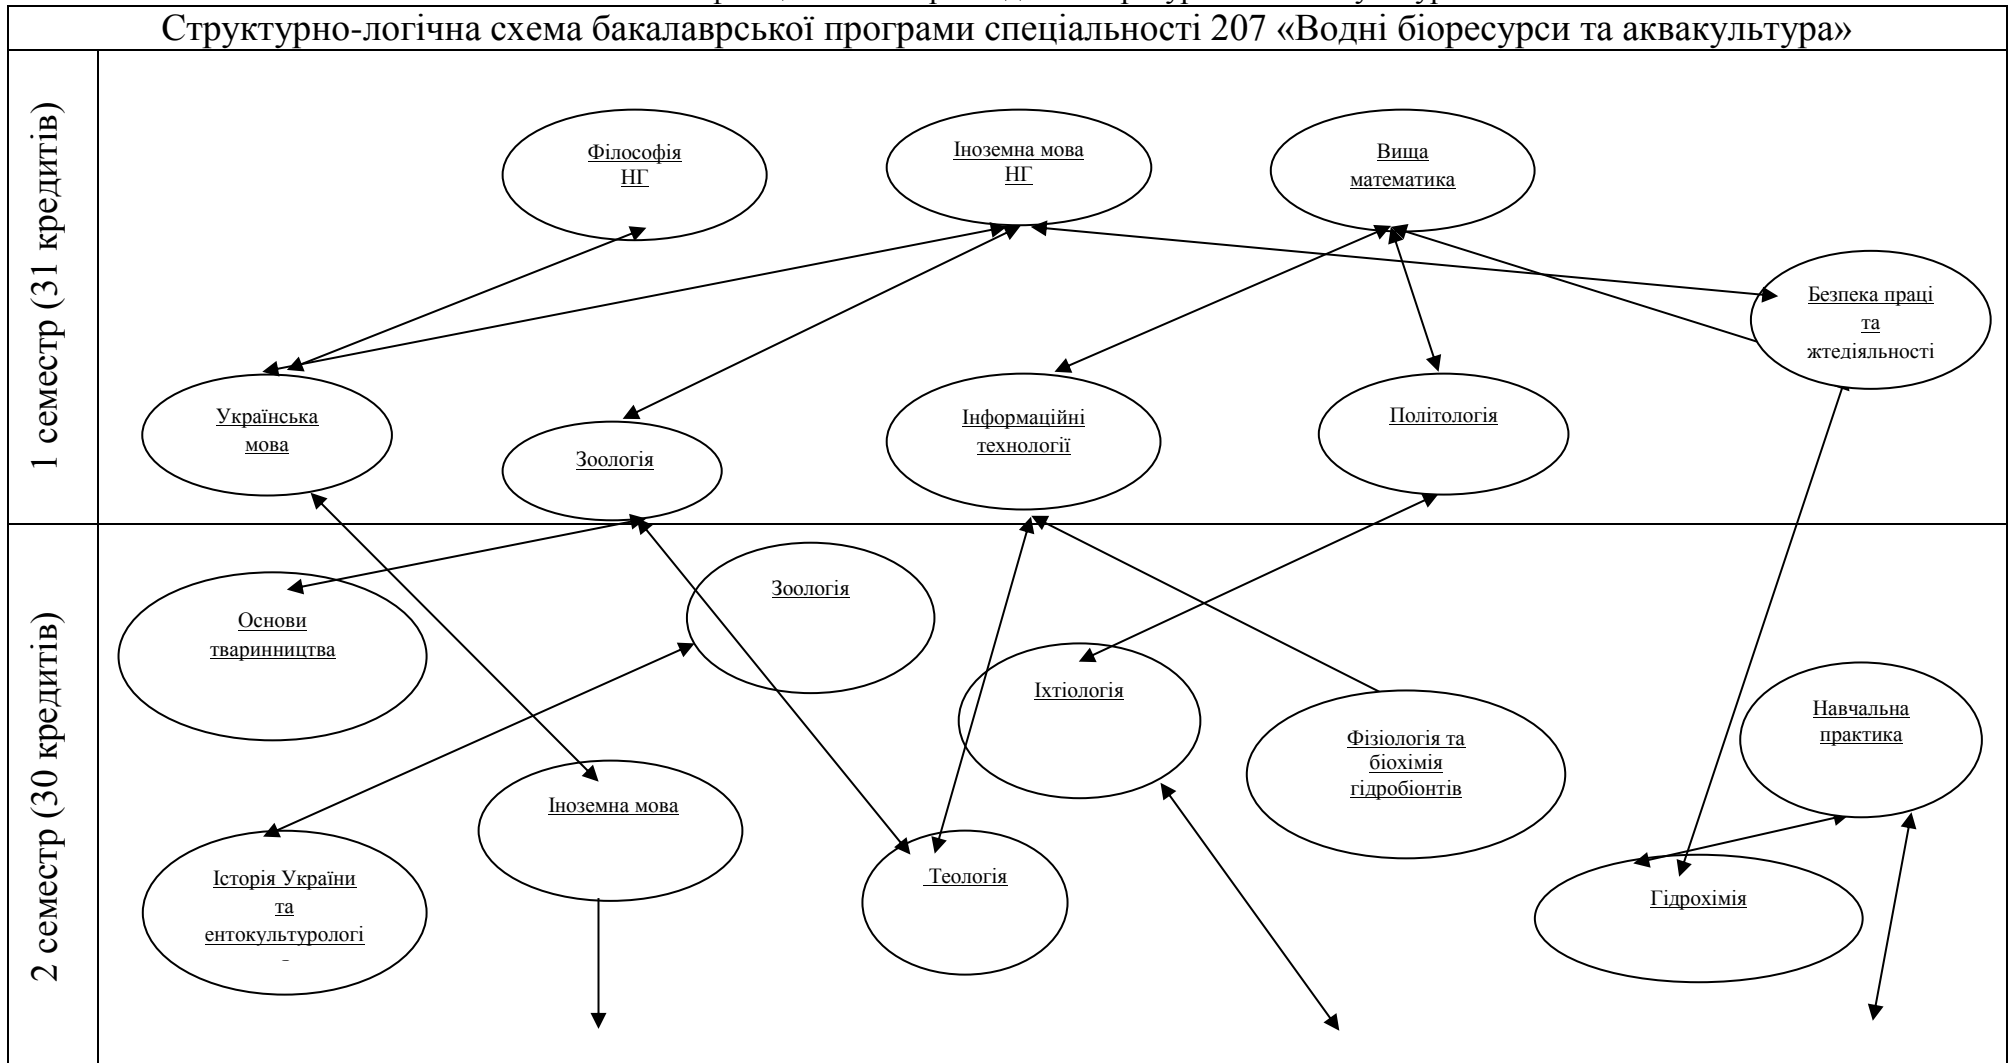 Структурно-логічна схема бакалаврської програми спеціальності 207 «Водні біоресурси та аквакультура»
1 семестр (31 кредитів)
Філософія
НГ
Іноземна мова
НГ
Вища
математика
Безпека праці
та
жтедіяльності
Українська
мова
Зоологія
Інформаційні
технології
Політологія
2 семестр (30 кредитів)
Основи
тваринництва
Зоологія
Іхтіологія
Фізіологія та
біохімія
гідробіонтів
Навчальна
практика
Історія України
та
ентокультурологі
Іноземна мова
Теологія
Гідрохімія